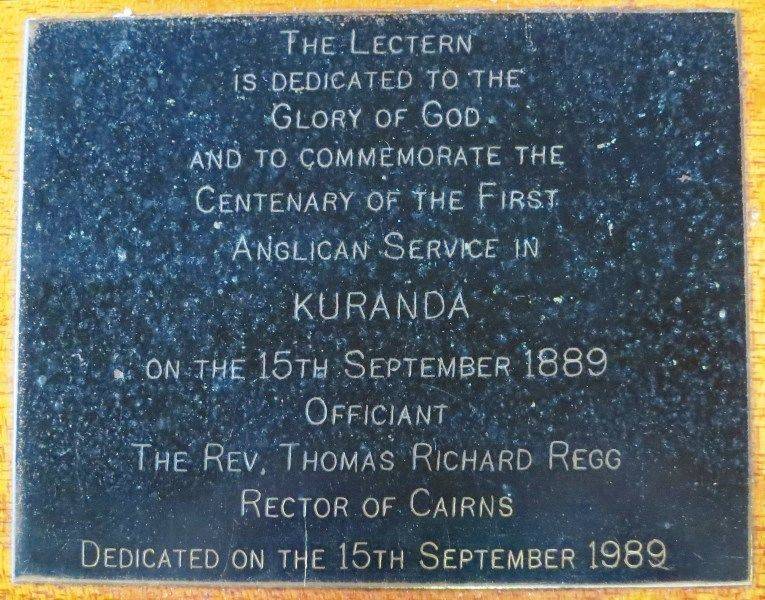 The Lectern
is dedicated to the
Glory of God
and to commemorate the
Centenary of the First
Anglican Service in
KURANDA
on the 15th September 1889
Officiant
The Rev. Thomas Richard Regg
Rector of Cairns
Dedicated on the 15th September 1989